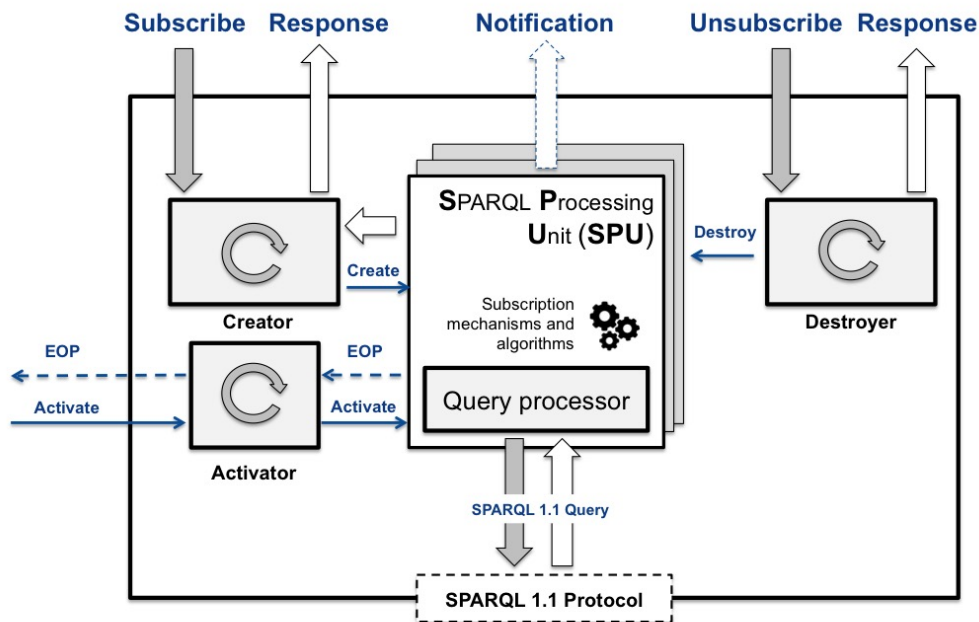 Subscribe Response Notification Unsubscribe Response
SPARQL Processing
Unit (SPU)
Destroy
Create
Subscription
mechanisms and
algorithms
Creator
Destroyer
EOP
EOP
Activate
Activate
Query processor
Activator
SPARQL 1.1 Query
SPARQL 1.1 Protocol